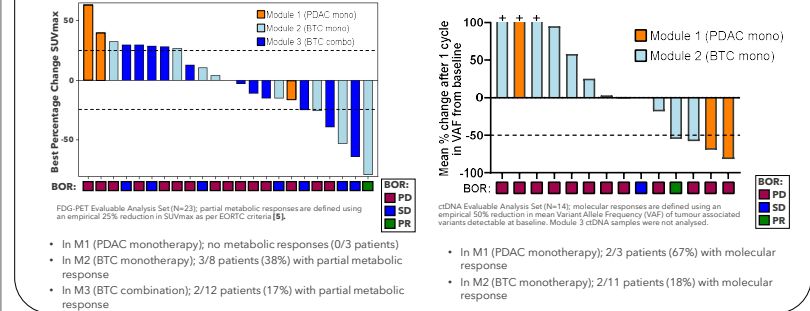 Best Percentage Change SUVmax
50
0
-50
Module 1 (PDAC mono)
Module 2 (BTC mono)
Module 3 (BTC combo)
BOR:
BOR:
PD
SD
PR
FDG-PET Evaluable Analysis Set (N=23); partial metabolic responses are defined using
an empirical 25% reduction in SUVmax as per EORTC criteria [5].
• In M1 (PDAC monotherapy); no metabolic responses (0/3 patients)
• In M2 (BTC monotherapy); 3/8 patients (38%) with partial metabolic
response
• In M3 (BTC combination); 2/12 patients (17%) with partial metabolic
response
Mean % change after 1 cycle
in VAF from baseline
100
50
0
-50
-100
+ + +
Module 1 (PDAC mono)
Module 2 (BTC mono)
BOR:
BOR:
PD
SD
PR
ctDNA Evaluable Analysis Set (N=14); molecular responses are defined using an
empirical 50% reduction in mean Variant Allele Frequency (VAF) of tumour associated
variants detectable at baseline. Module 3 ctDNA samples were not analysed.
• In M1 (PDAC monotherapy); 2/3 patients (67%) with molecular
response
• In M2 (BTC monotherapy); 2/11 patients (18%) with molecular
response